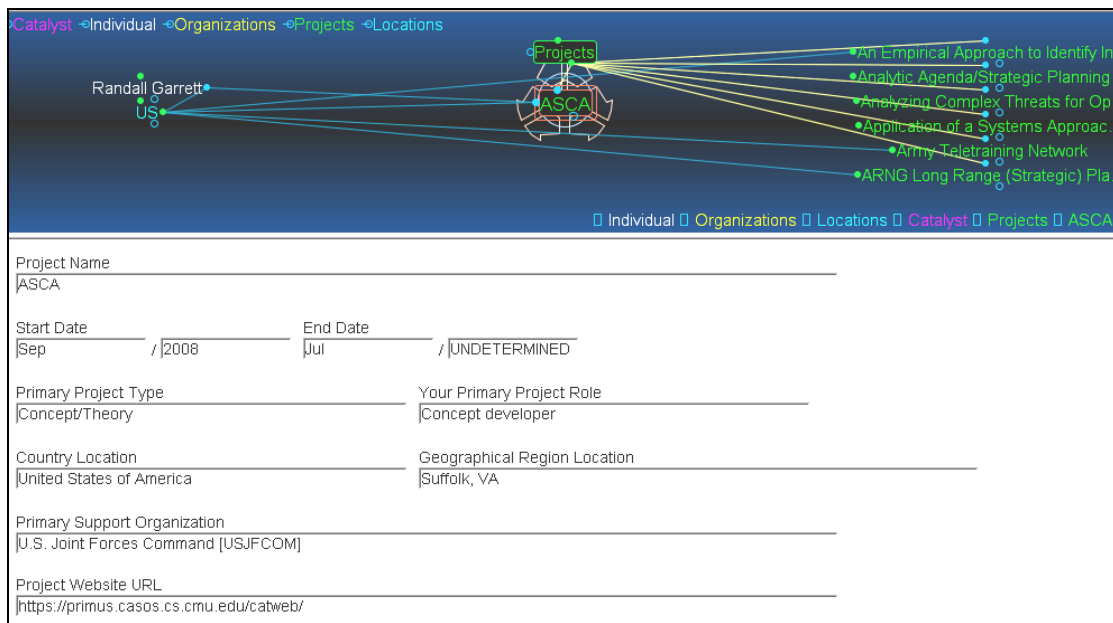 Catalyst Individual Organizations Projects Locations
Projects
An Empirical Approach to Identify In
Randall Garrett
Analytic Agenda/Strategic Planning
US
ASCA
Analyzing Complex Threats for Op
Application of a Systems Approac...
Army Teletraining Network
ARNG Long Range (Strategic) Pla
Individual Organizations Locations Catalyst Projects ASCA
Project Name
ASCA
Start Date End Date
Sep / 2008 Jul / UNDETERMINED
Primary Project Type Your Primary Project Role
Concept/Theory Concept developer
Country Location Geographical Region Location
United States of America Suffolk, VA
Primary Support Organization
U.S. Joint Forces Command [USJFCOM]
Project Website URL
https://primus.casos.cs.cmu.edu/catweb/